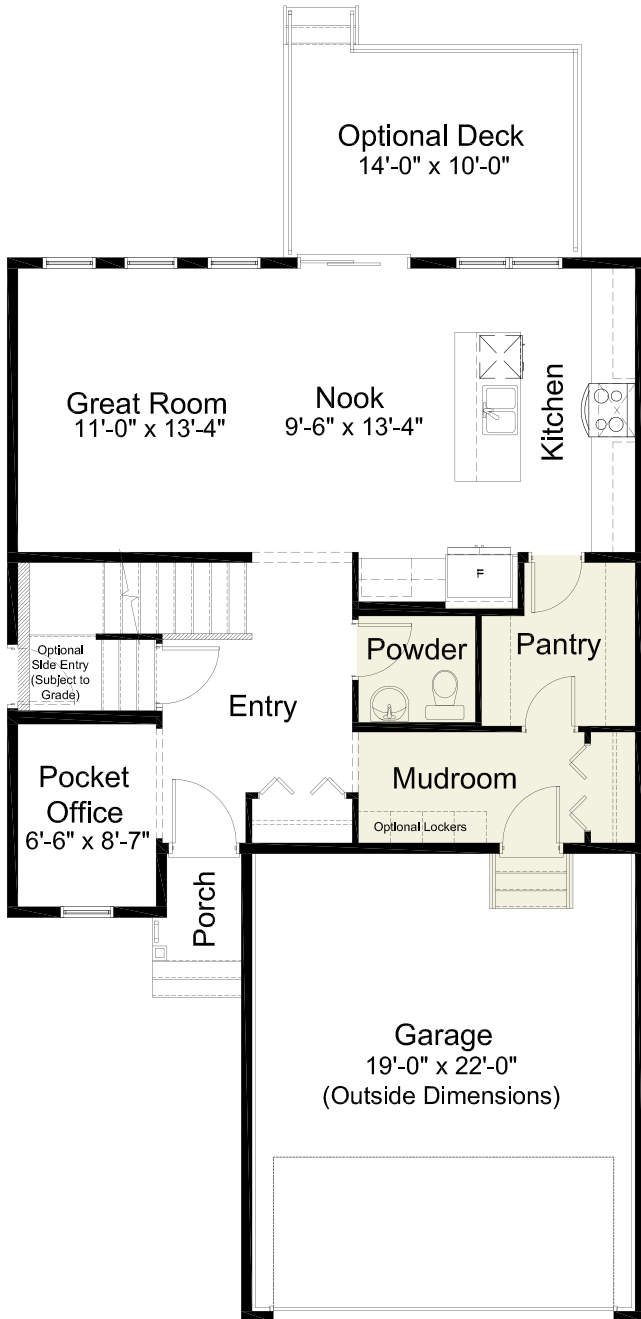 Optional Deck
14'-0" x 10'-0"
Great Room
11'-0" x 13'-4"
Nook
9'-6" x 13'-4"
Kitchen
F
Optional
Side Entry
(Subject to
Grade)
Powder
Pantry
Entry
Pocket
Office
6'-6" x 8'-7"
Mudroom
Optional Lockers
Porch
Garage
19'-0" x 22'-0"
(Outside Dimensions)